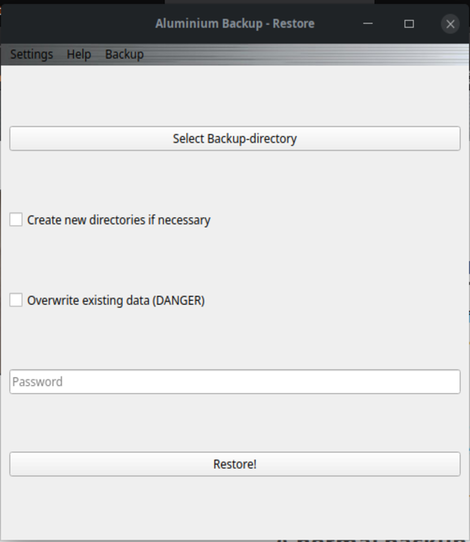 Aluminium Backup - Restore
Settings Help Backup
Select Backup-directory
Create new directories if necessary
Overwrite existing data (DANGER)
Password
Restore!